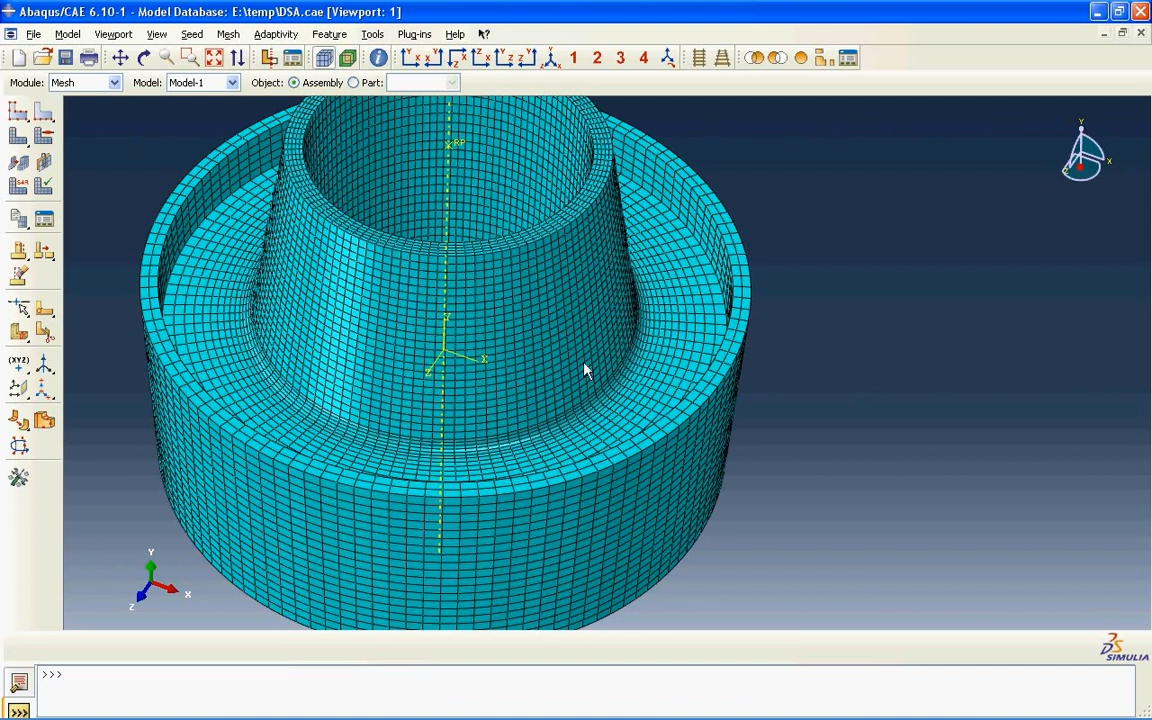 Abaqus/CAE 6.10-1 - Model Database: E:\temp\DSA.cae [Viewport: 1]
File Model Viewport View Seed Mesh Adaptivity Feature Tools Plug-ins Help
1 2 3 4
Module: Mesh Model: Model-1 Object: Assembly Part:
Y
X
Z
RP
Y
X
Z
(XYZ)
Y
X
Z
SIMULIA
>>>
>>>